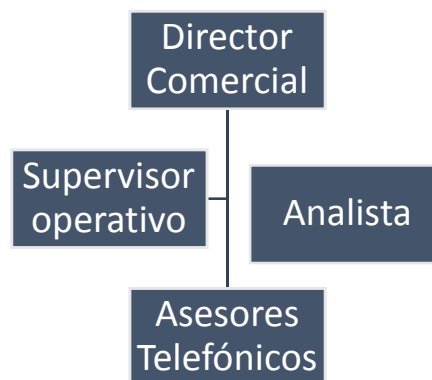 Director
Comercial
Supervisor
operativo
Analista
Asesores
Telefónicos